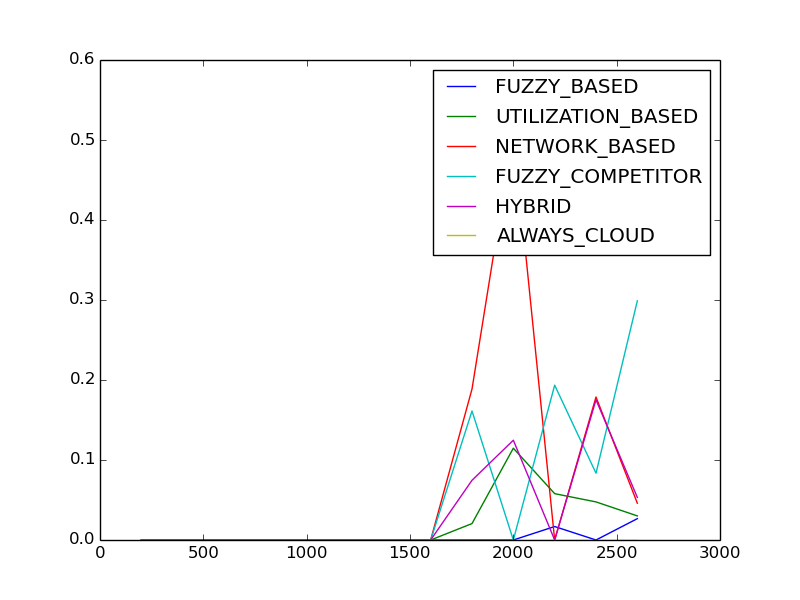 0.6
0.5
0.4
0.3
0.2
0.1
0.0
0 500 1000 1500 2000 2500 3000
FUZZY_BASED
UTILIZATION_BASED
NETWORK_BASED
FUZZY_COMPETITOR
HYBRID
ALWAYS_CLOUD